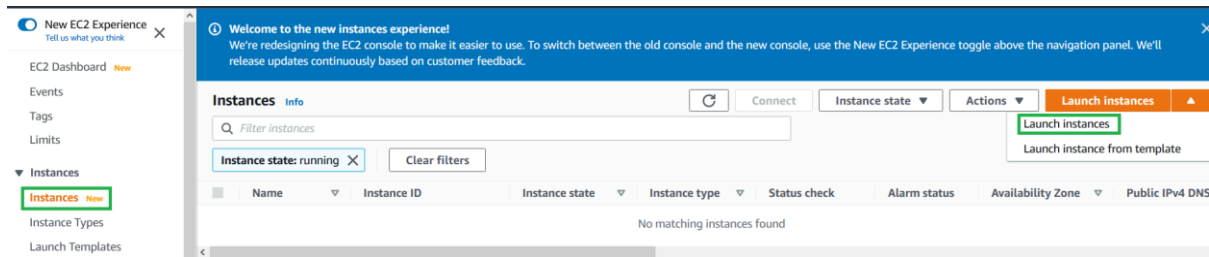 New EC2 Experience
Tell us what you think
EC2 Dashboard New
Events
Tags
Limits
Instances
Instances New
Instance Types
Launch Templates
Welcome to the new instances experience!
We're redesigning the EC2 console to make it easier to use. To switch between the old console and the new console, use the New EC2 Experience toggle above the navigation panel. We'll
release updates continuously based on customer feedback.
Instances Info
Connect
Instance state
Actions
Launch instances
Filter instances
Launch instances
Launch instance from template
Instance state: running
Clear filters
Name Instance ID Instance state Instance type Status check Alarm status Availability Zone Public IPv4 DNS
No matching instances found